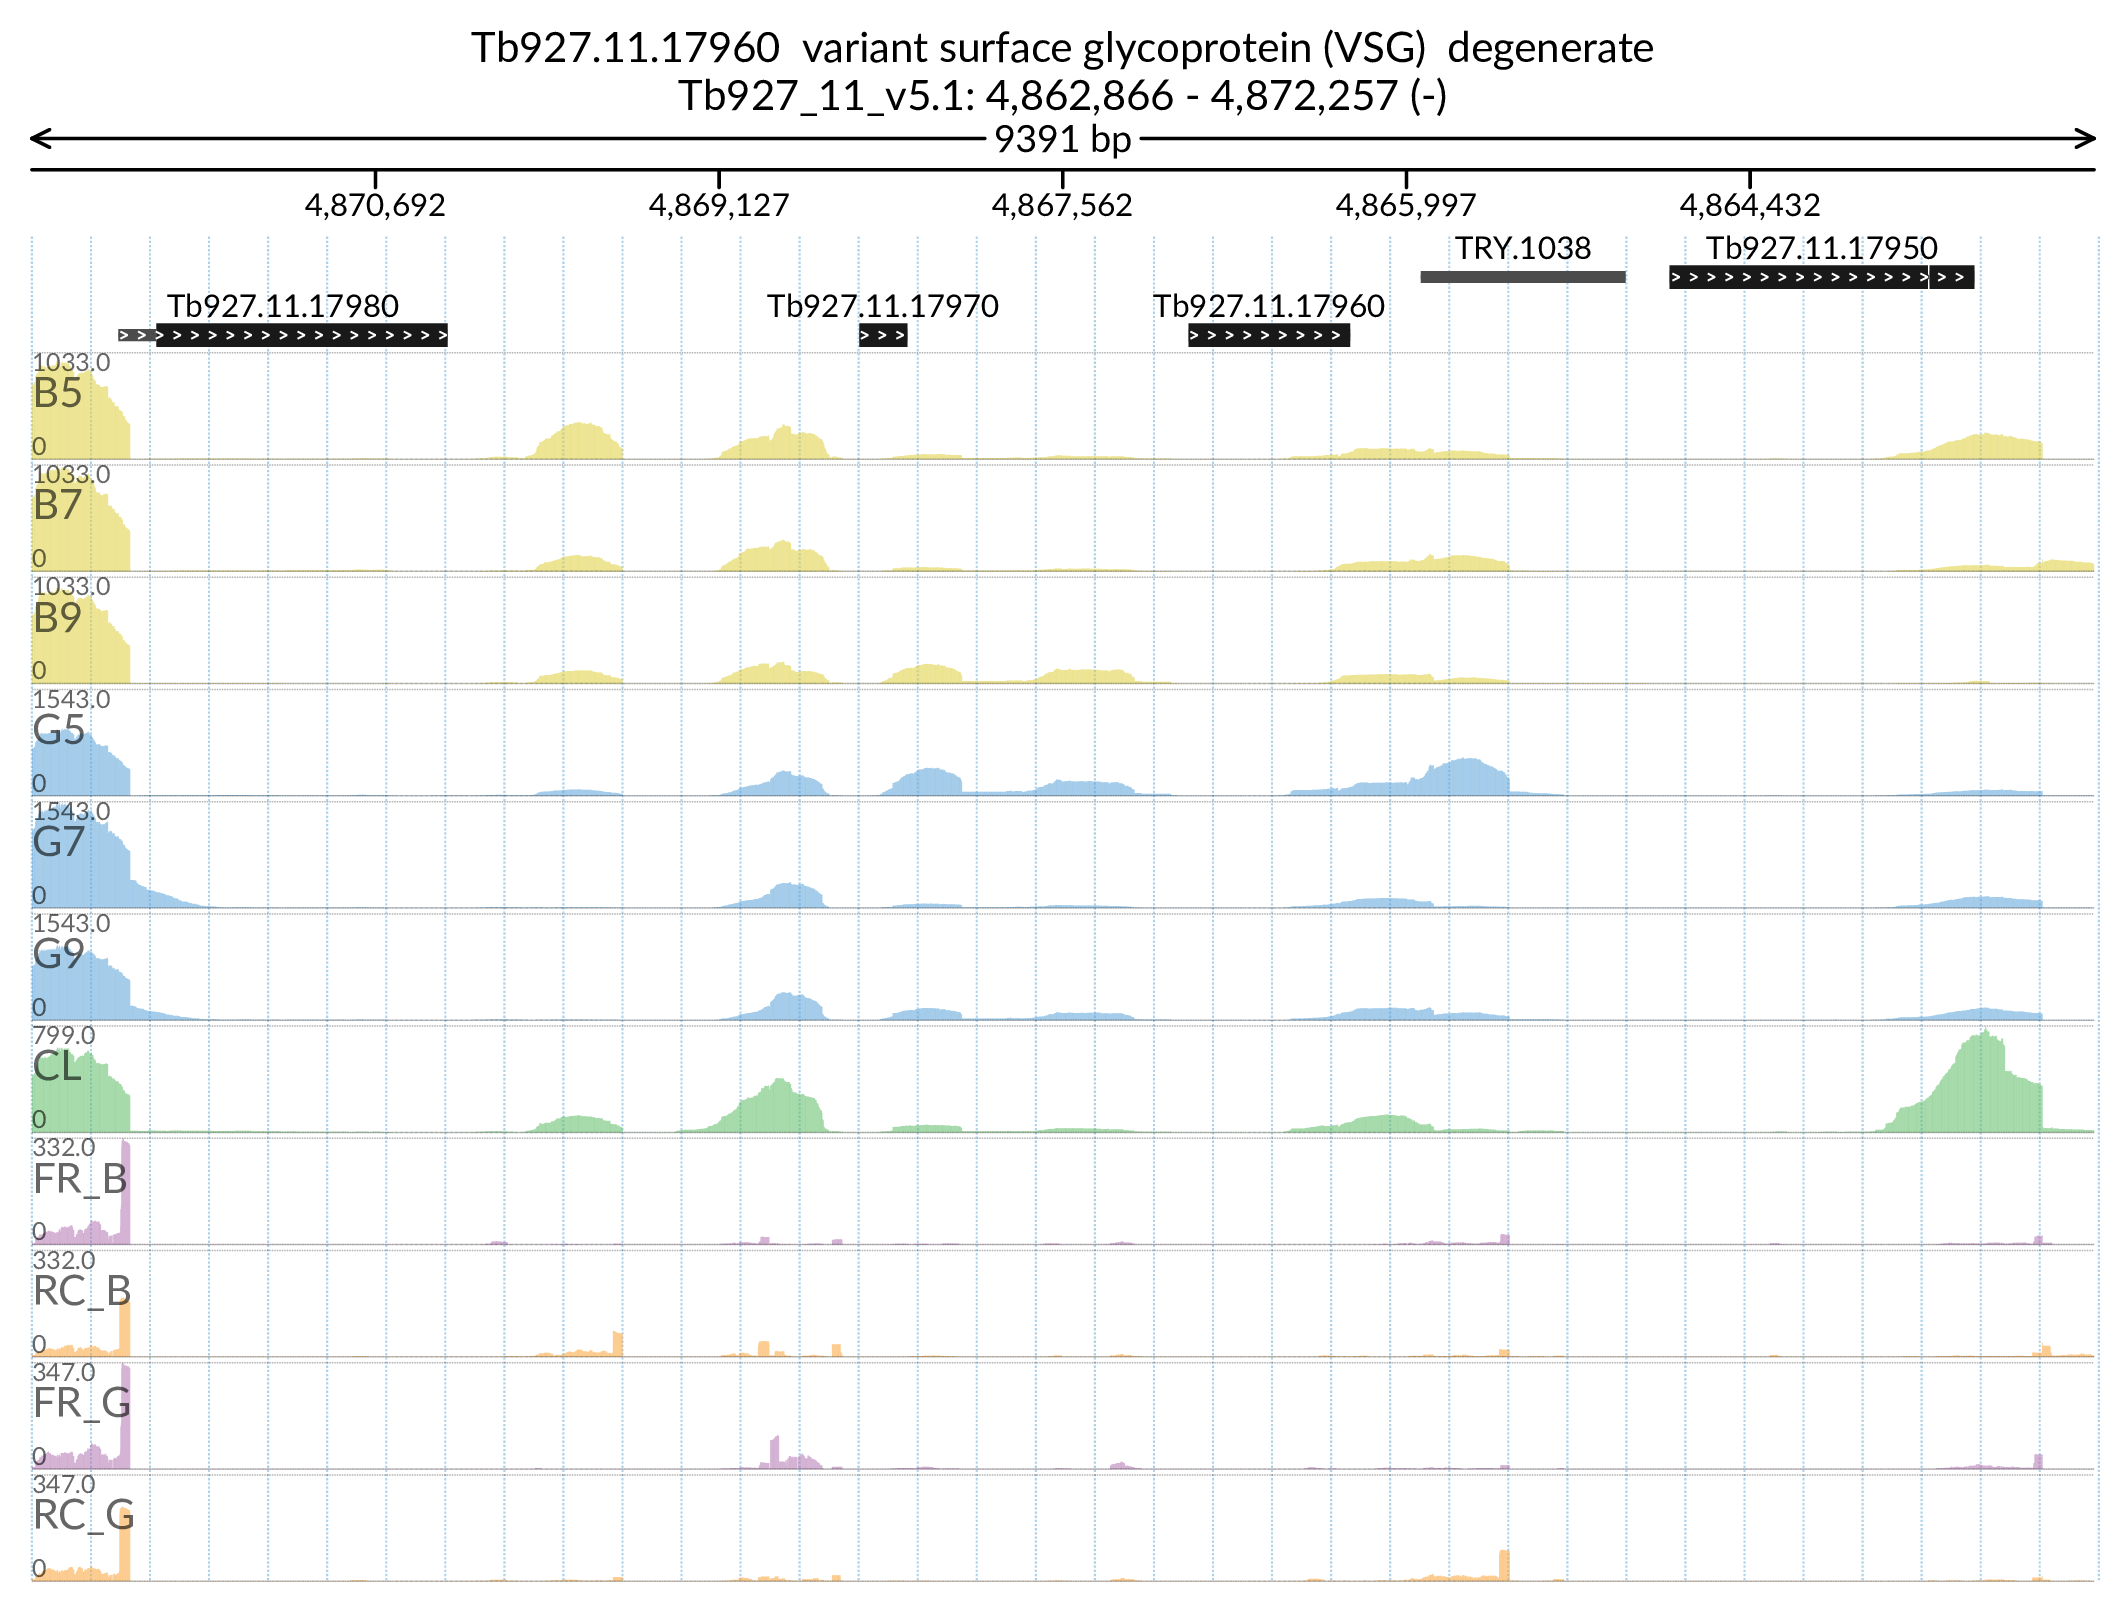 Tb927.11.17960 variant surface glycoprotein (VSG) degenerate
Tb927_11_v5.1: 4,862,866 - 4,872,257 (-)
9391 bp
4,870,692 4,869,127 4,867,562 4,865,997 4,864,432
TRY.1038 Tb927.11.17950
Tb927.11.17980 Tb927.11.17970 Tb927.11.17960
1033.0
B5
0
1033.0
B7
0
1033.0
B9
0
1543.0
G5
0
1543.0
G7
0
1543.0
G9
0
799.0
CL
0
332.0
FR_B
0
332.0
RC_B
0
347.0
FR_G
0
347.0
RC_G
0